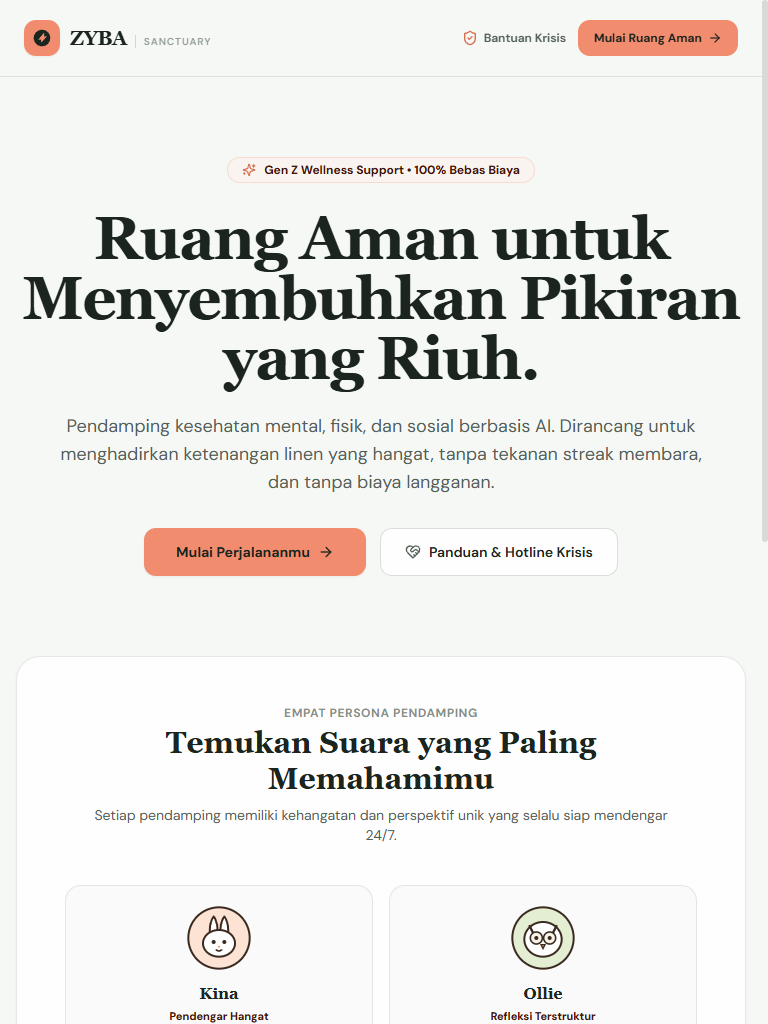 ZYBA
SANCTUARY
Bantuan Krisis
Mulai Ruang Aman
Gen Z Wellness Support • 100% Bebas Biaya
Ruang Aman untuk
Menyembuhkan Pikiran
yang Riuh.
Pendamping kesehatan mental, fisik, dan sosial berbasis AI. Dirancang untuk
menghadirkan ketenangan linen yang hangat, tanpa tekanan streak membara,
dan tanpa biaya langganan.
Mulai Perjalananmu
Panduan & Hotline Krisis
EMPAT PERSONA PENDAMPING
Temukan Suara yang Paling
Memahamimu
Setiap pendamping memiliki kehangatan dan perspektif unik yang selalu siap mendengar
24/7.
Kina
Pendengar Hangat
Ollie
Refleksi Terstruktur